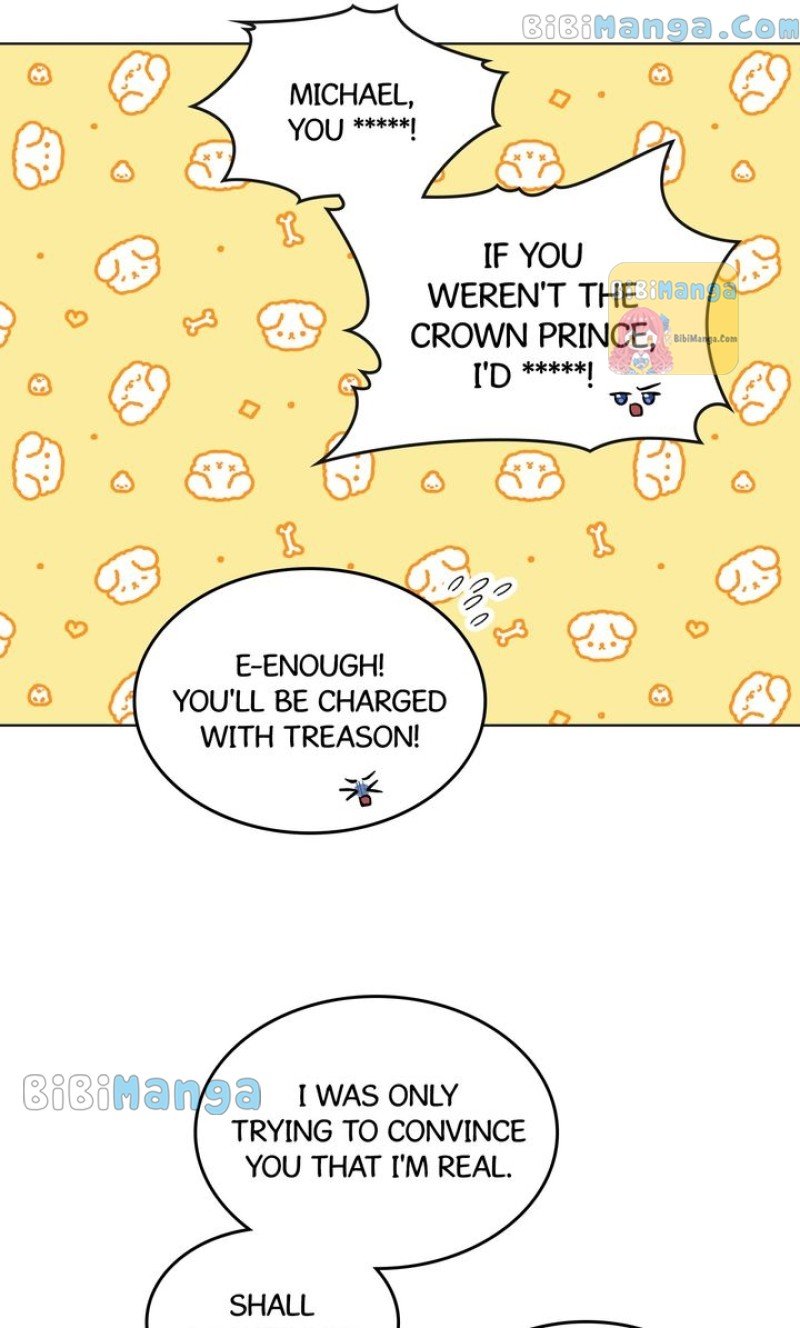 BiBiManga.Com
MICHAEL,
YOU *****!
IF YOU
WEREN'T THE
CROWN PRINCE,
I'D *****!
BiBiManga
BibiManga.Com
E-ENOUGH!
YOU'LL BE CHARGED
WITH TREASON!
BiBiManga
I WAS ONLY
TRYING TO CONVINCE
YOU THAT I'M REAL.
SHALL